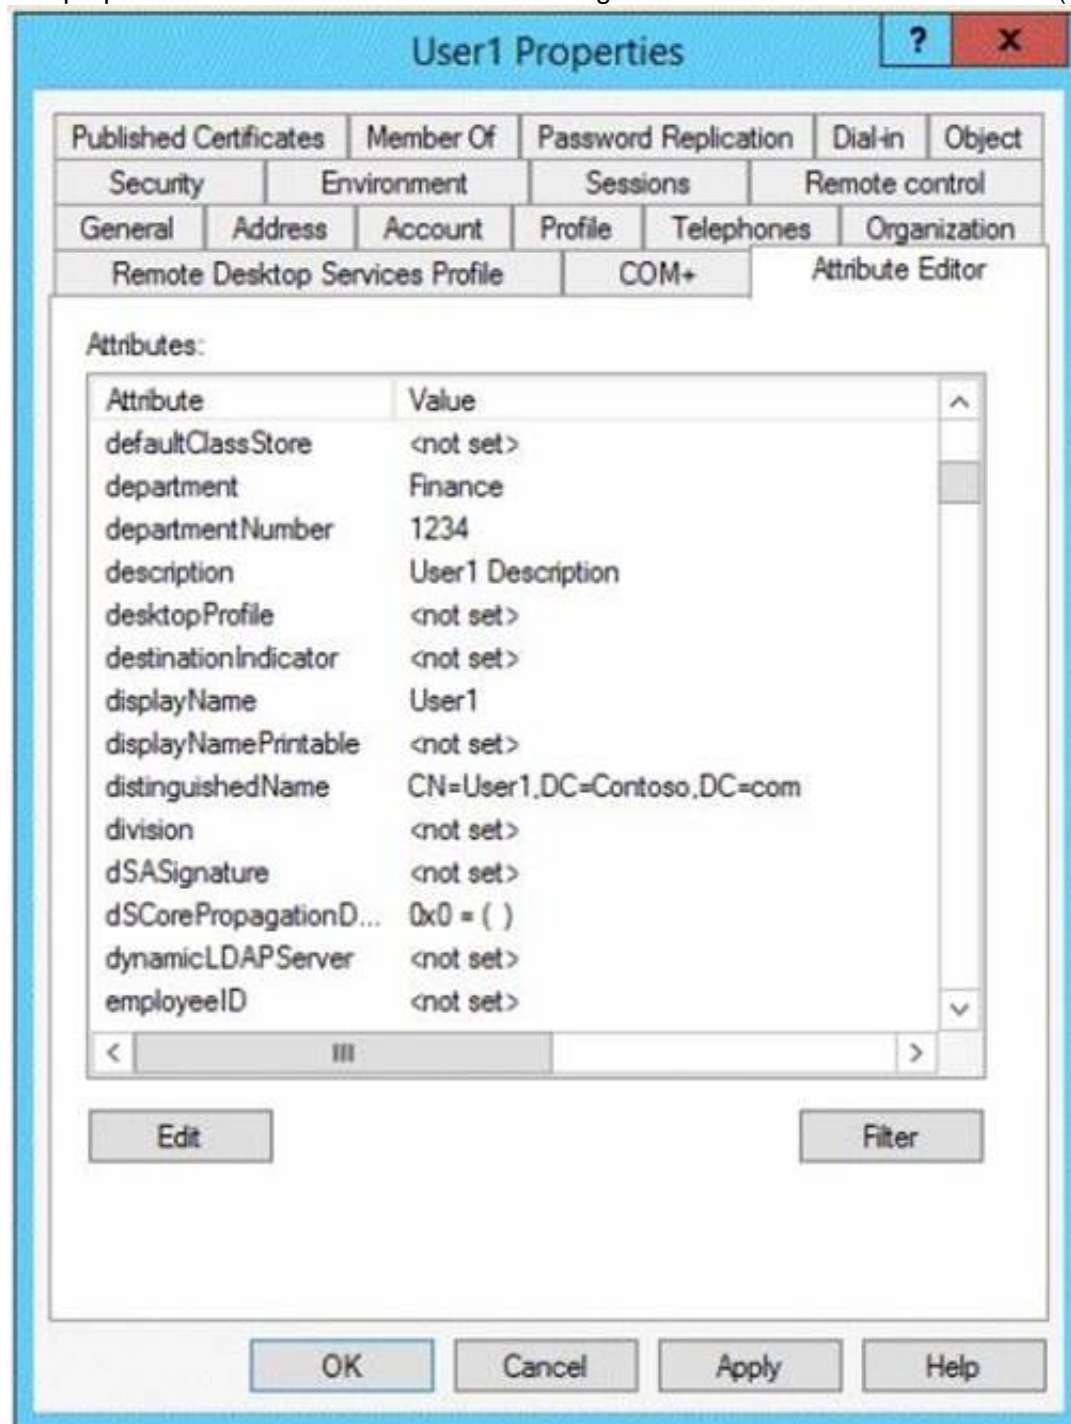 User1 Properties ? x
Published Certificates Member Of Password Replication Dial-in Object
Security Environment Sessions Remote control
General Address Account Profile Telephones Organization
Remote Desktop Services Profile COM+ Attribute Editor
Attributes:
Attribute Value
defaultClassStore <not set>
department Finance
departmentNumber 1234
description User1 Description
desktopProfile <not set>
destinationIndicator <not set>
displayName User1
displayNamePrintable <not set>
distinguishedName CN=User1,DC=Contoso,DC=com
division <not set>
dSASignature <not set>
dSCorePropagationD... 0x0 = ( )
dynamicLDAPServer <not set>
employeeID <not set>
Edit Filter
OK Cancel Apply Help